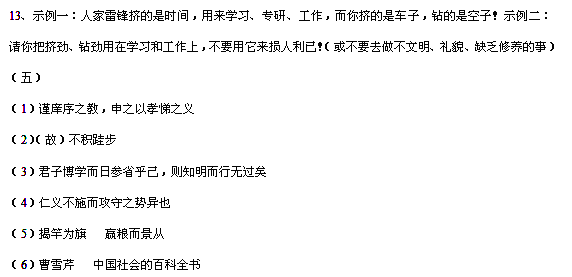 13、示例一：人家雷锋挤的是时间，用来学习、专研、工作，而你挤的是车子，钻的是空子！示例二：
请你把挤劲、钻劲用在学习和工作上，不要用它来损人利己！（或不要去做不文明、礼貌、缺乏修养的事）
（五）
（1）谨庠序之教，申之以孝悌之义
（2）（故）不积跬步
（3）君子博学而日参省乎己，则知明而行无过矣
（4）仁义不施而攻守之势异也
（5）揭竿为旗　赢粮而景从
（6）曹雪芹　中国社会的百科全书